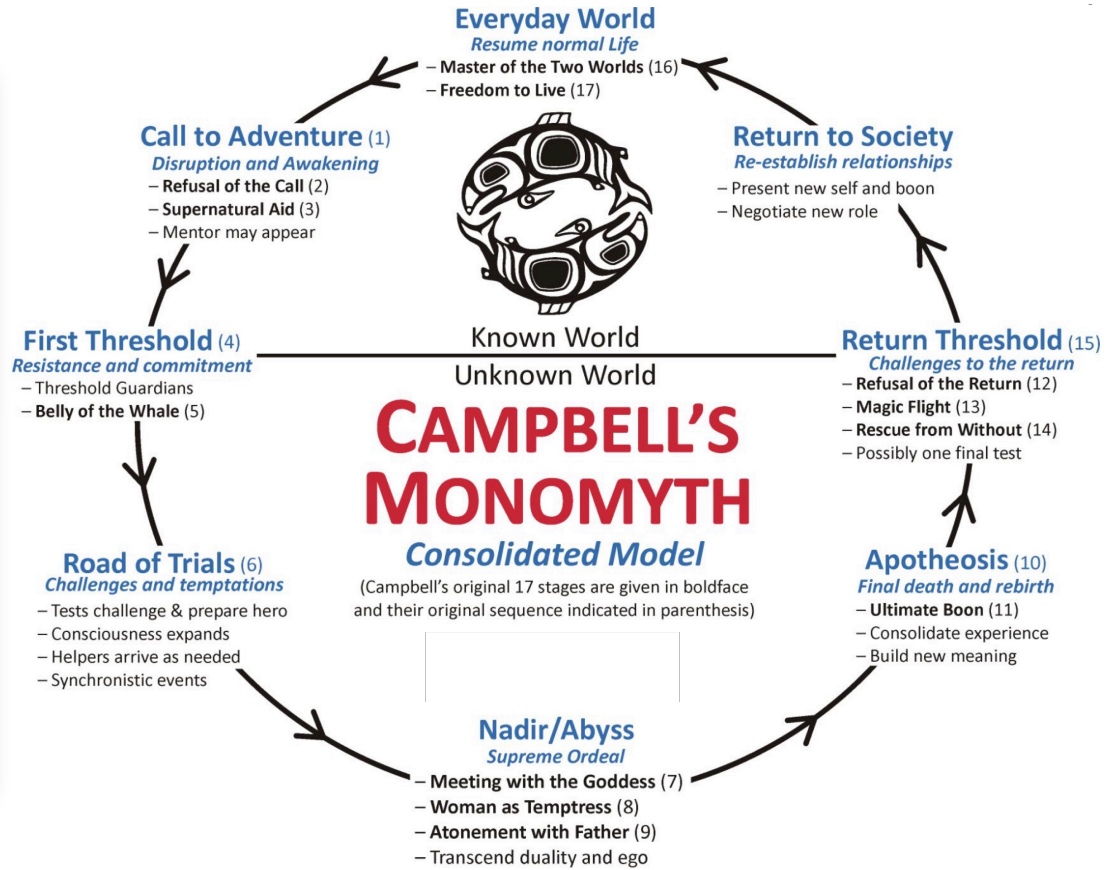 Everyday World
Resume normal Life
– Master of the Two Worlds (16)
– Freedom to Live (17)
Call to Adventure (1)
Disruption and Awakening
– Refusal of the Call (2)
– Supernatural Aid (3)
– Mentor may appear
Return to Society
Re-establish relationships
– Present new self and boon
– Negotiate new role
Known World
First Threshold (4)
Resistance and commitment
– Threshold Guardians
– Belly of the Whale (5)
Return Threshold (15)
Challenges to the return
– Refusal of the Return (12)
– Magic Flight (13)
– Rescue from Without (14)
– Possibly one final test
Unknown World
CAMPBELL’S
MONOMYTH
Consolidated Model
(Campbell’s original 17 stages are given in boldface
and their original sequence indicated in parenthesis)
Road of Trials (6)
Challenges and temptations
– Tests challenge & prepare hero
– Consciousness expands
– Helpers arrive as needed
– Synchronistic events
Apotheosis (10)
Final death and rebirth
– Ultimate Boon (11)
– Consolidate experience
– Build new meaning
Nadir/Abyss
Supreme Ordeal
– Meeting with the Goddess (7)
– Woman as Temptress (8)
– Atonement with Father (9)
– Transcend duality and ego